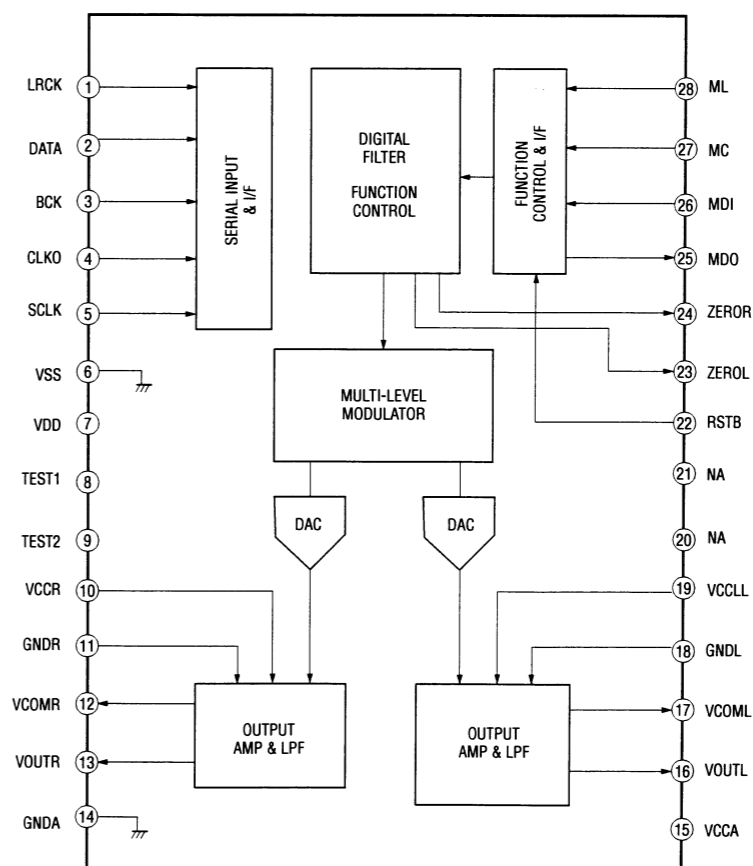 LRCK 1
DATA 2
BCK 3
CLKO 4
SCLK 5
VSS 6
VDD 7
TEST1 8
TEST2 9
VCCR 10
GNDR 11
VCOMR 12
VOUTR 13
GNDA 14
SERIAL INPUT
& I/F
DIGITAL
FILTER
FUNCTION
CONTROL
FUNCTION
CONTROL & I/F
MULTI-LEVEL
MODULATOR
DAC
DAC
OUTPUT
AMP & LPF
OUTPUT
AMP & LPF
28 ML
27 MC
26 MDI
25 MDO
24 ZEROR
23 ZEROL
22 RSTB
21 NA
20 NA
19 VCCLL
18 GNDL
17 VCOML
16 VOUTL
15 VCCA